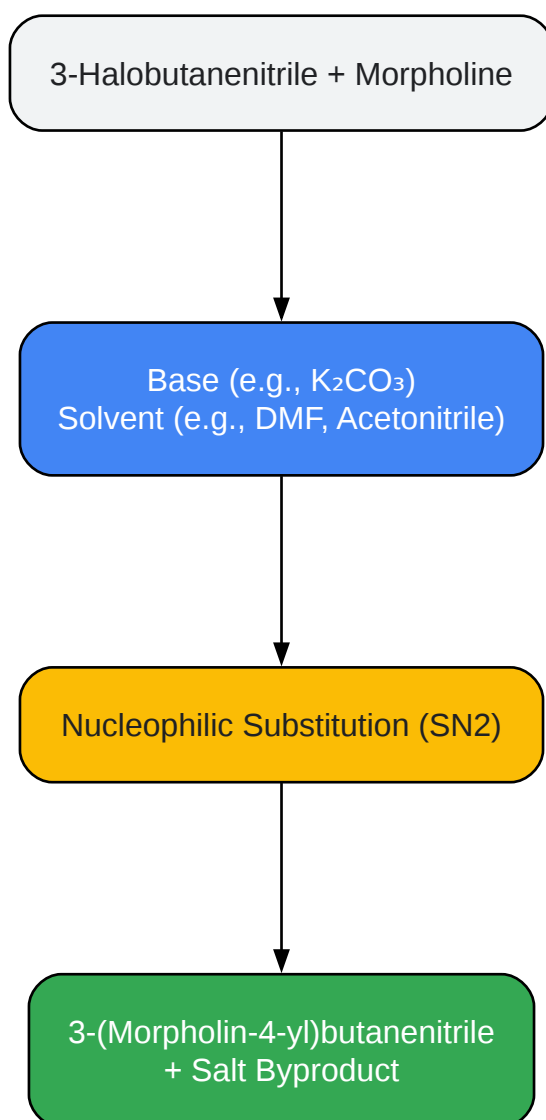 3-Halobutanenitrile + Morpholine
Base (e.g., K₂CO₃)
Solvent (e.g., DMF, Acetonitrile)
Nucleophilic Substitution (SN2)
3-(Morpholin-4-yl)butanenitrile
+ Salt Byproduct